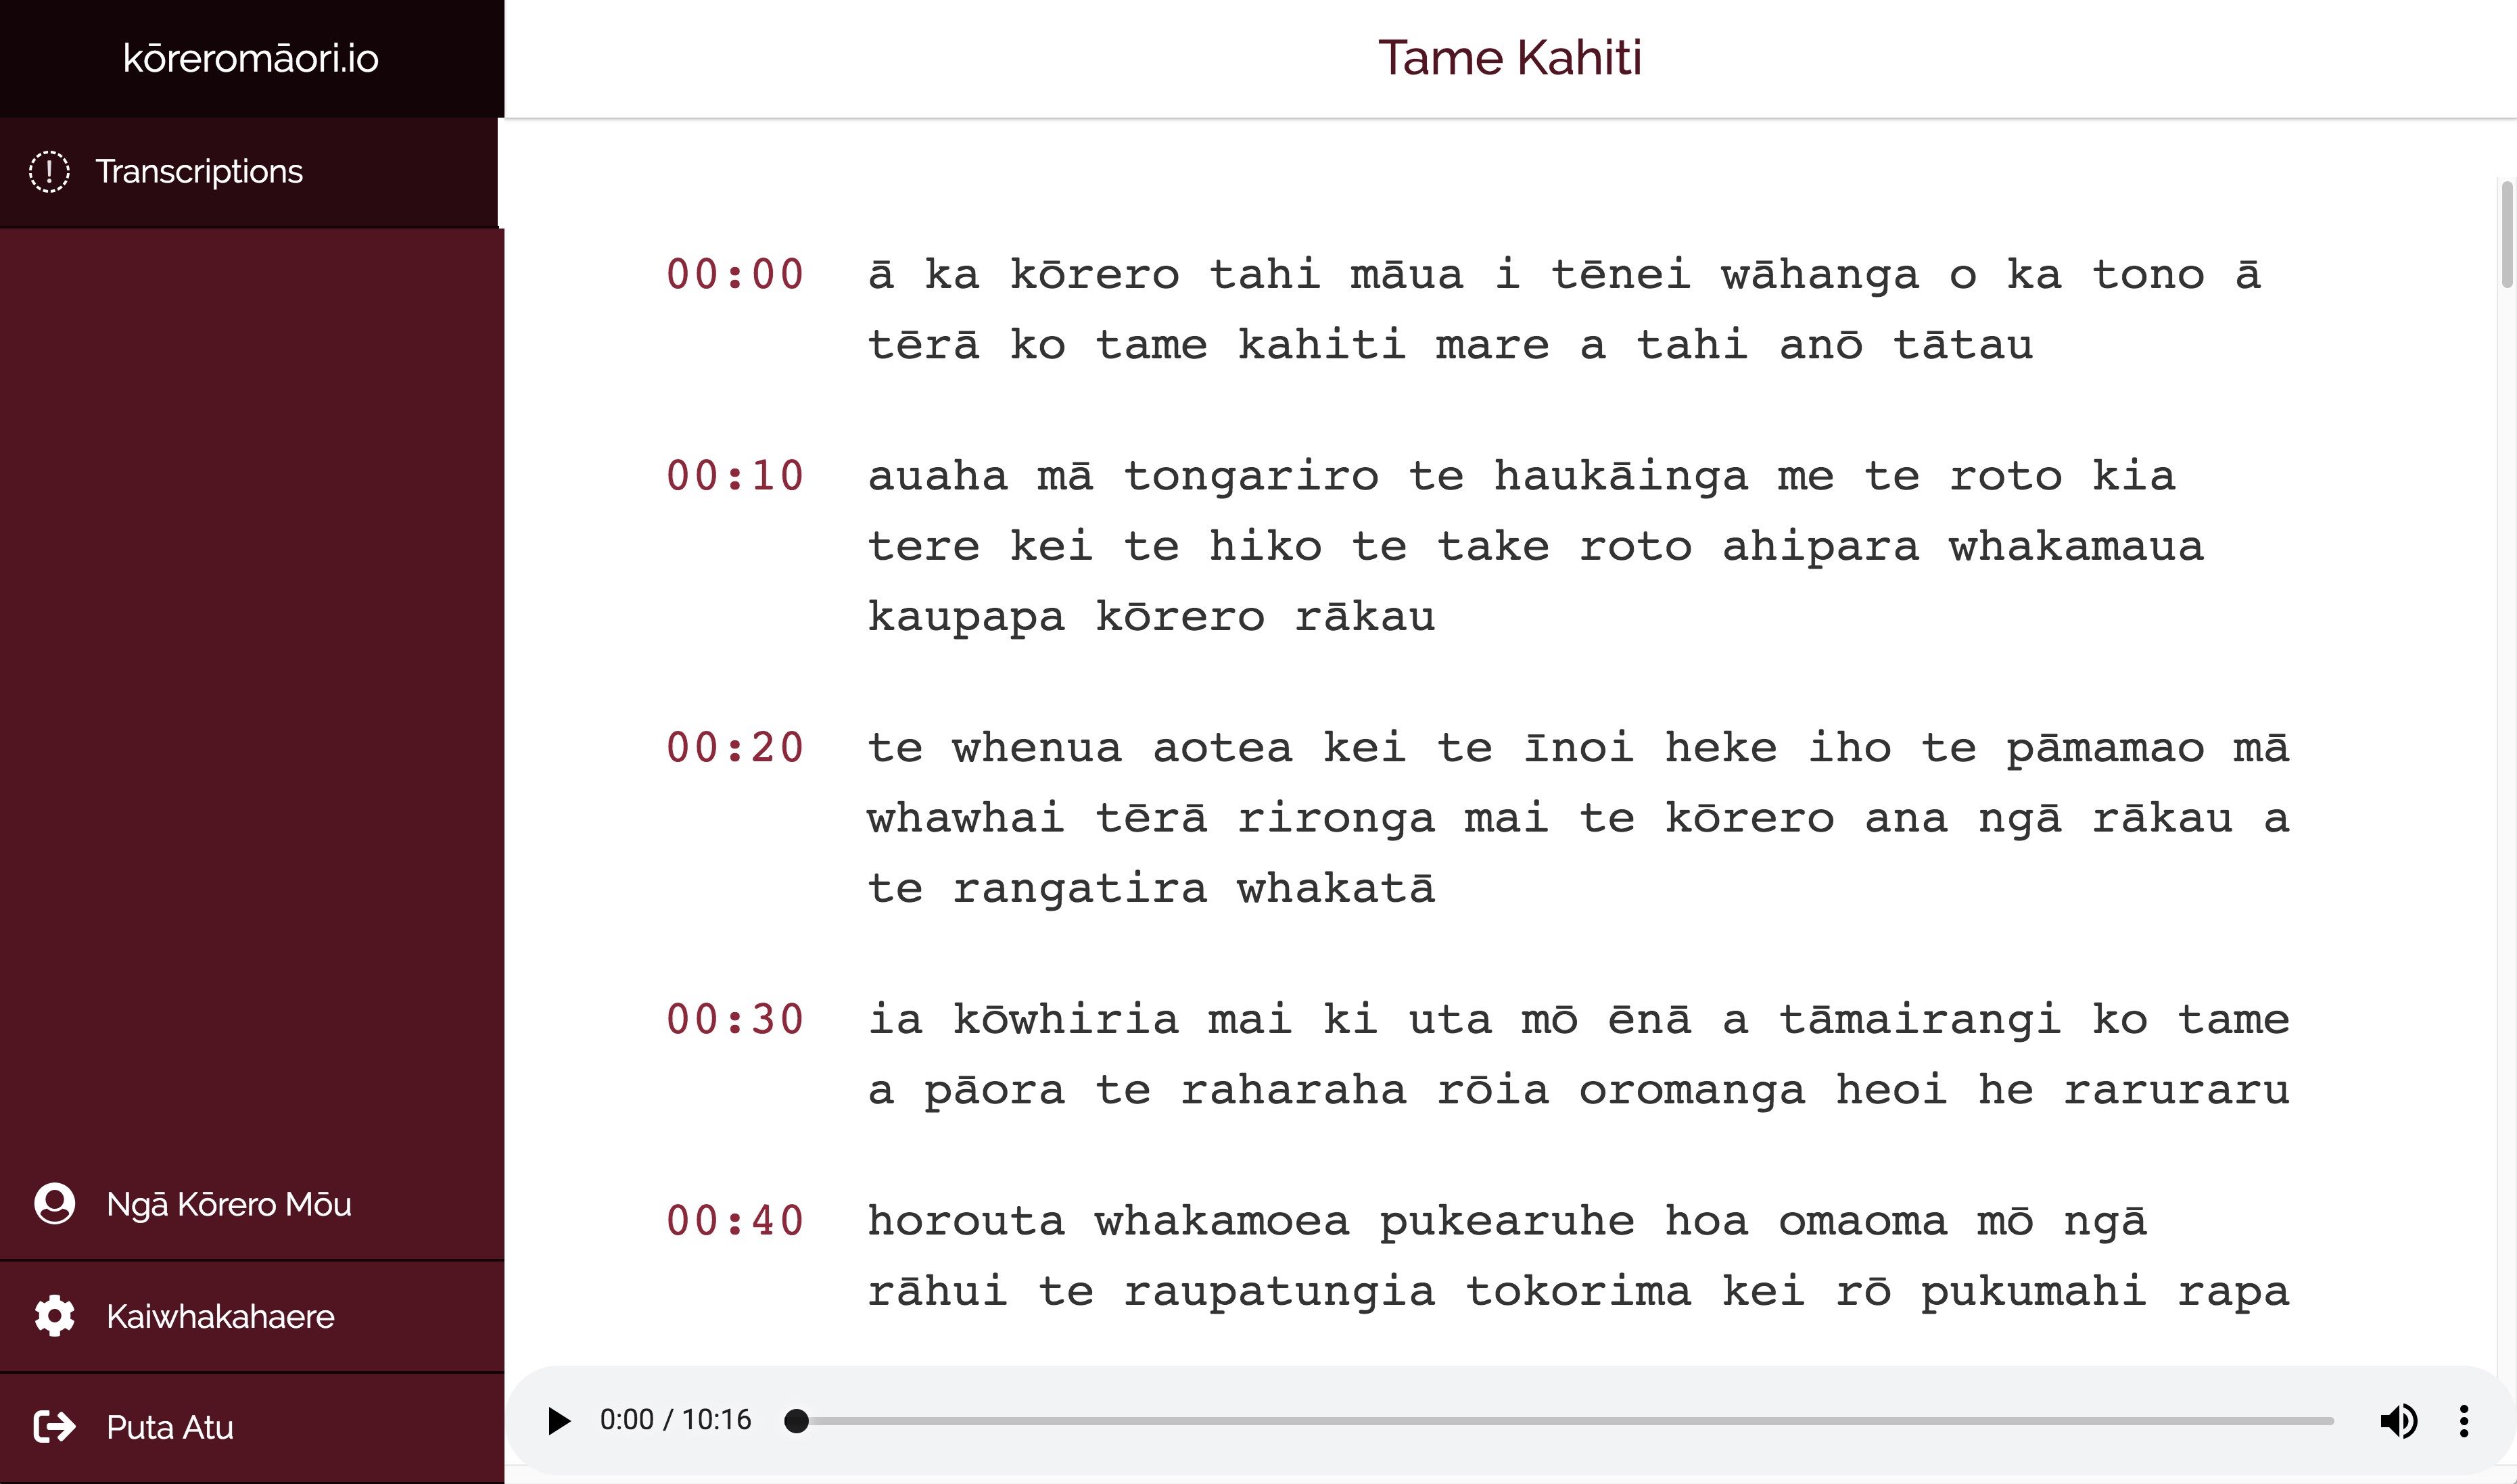 kōreromāori.io
Transcriptions
Ngā Kōrero Mōu
Kaiwhakahaere
Puta Atu
Tame Kahiti
00:00 ā ka kōrero tahi māua i tēnei wāhanga o ka tono ā
tērā ko tame kahiti mare a tahi anō tātau
00:10 auaha mā tongariro te haukāinga me te roto kia
tere kei te hiko te take roto ahipara whakamaua
kaupapa kōrero rākau
00:20 te whenua aotea kei te īnoi heke iho te pāmamao mā
whawhai tērā rironga mai te kōrero ana ngā rākau a
te rangatira whakatā
00:30 ia kōwhiria mai ki uta mō ēnā a tāmairangi ko tame
a pāora te raharaha rōia oromanga heoi he raruraru
00:40 horouta whakamoea pukearuhe hoa omaoma mō ngā
rāhui te raupatungia tokorima kei rō pukumahi rapa
0:00 / 10:16